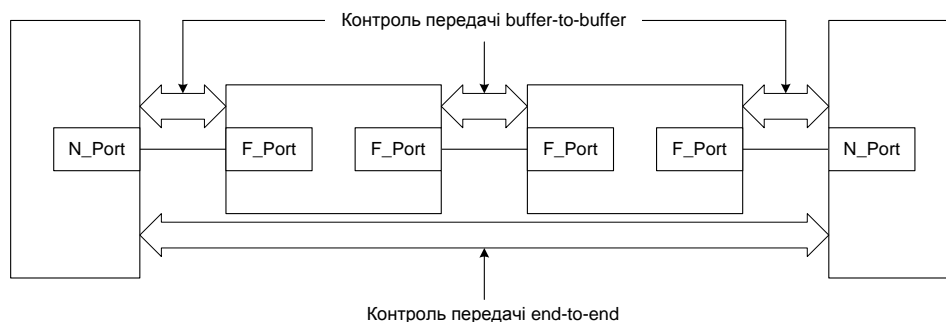 Контроль передачі buffer-to-buffer
N_Port
F_Port
F_Port
F_Port
F_Port
N_Port
Контроль передачі end-to-end